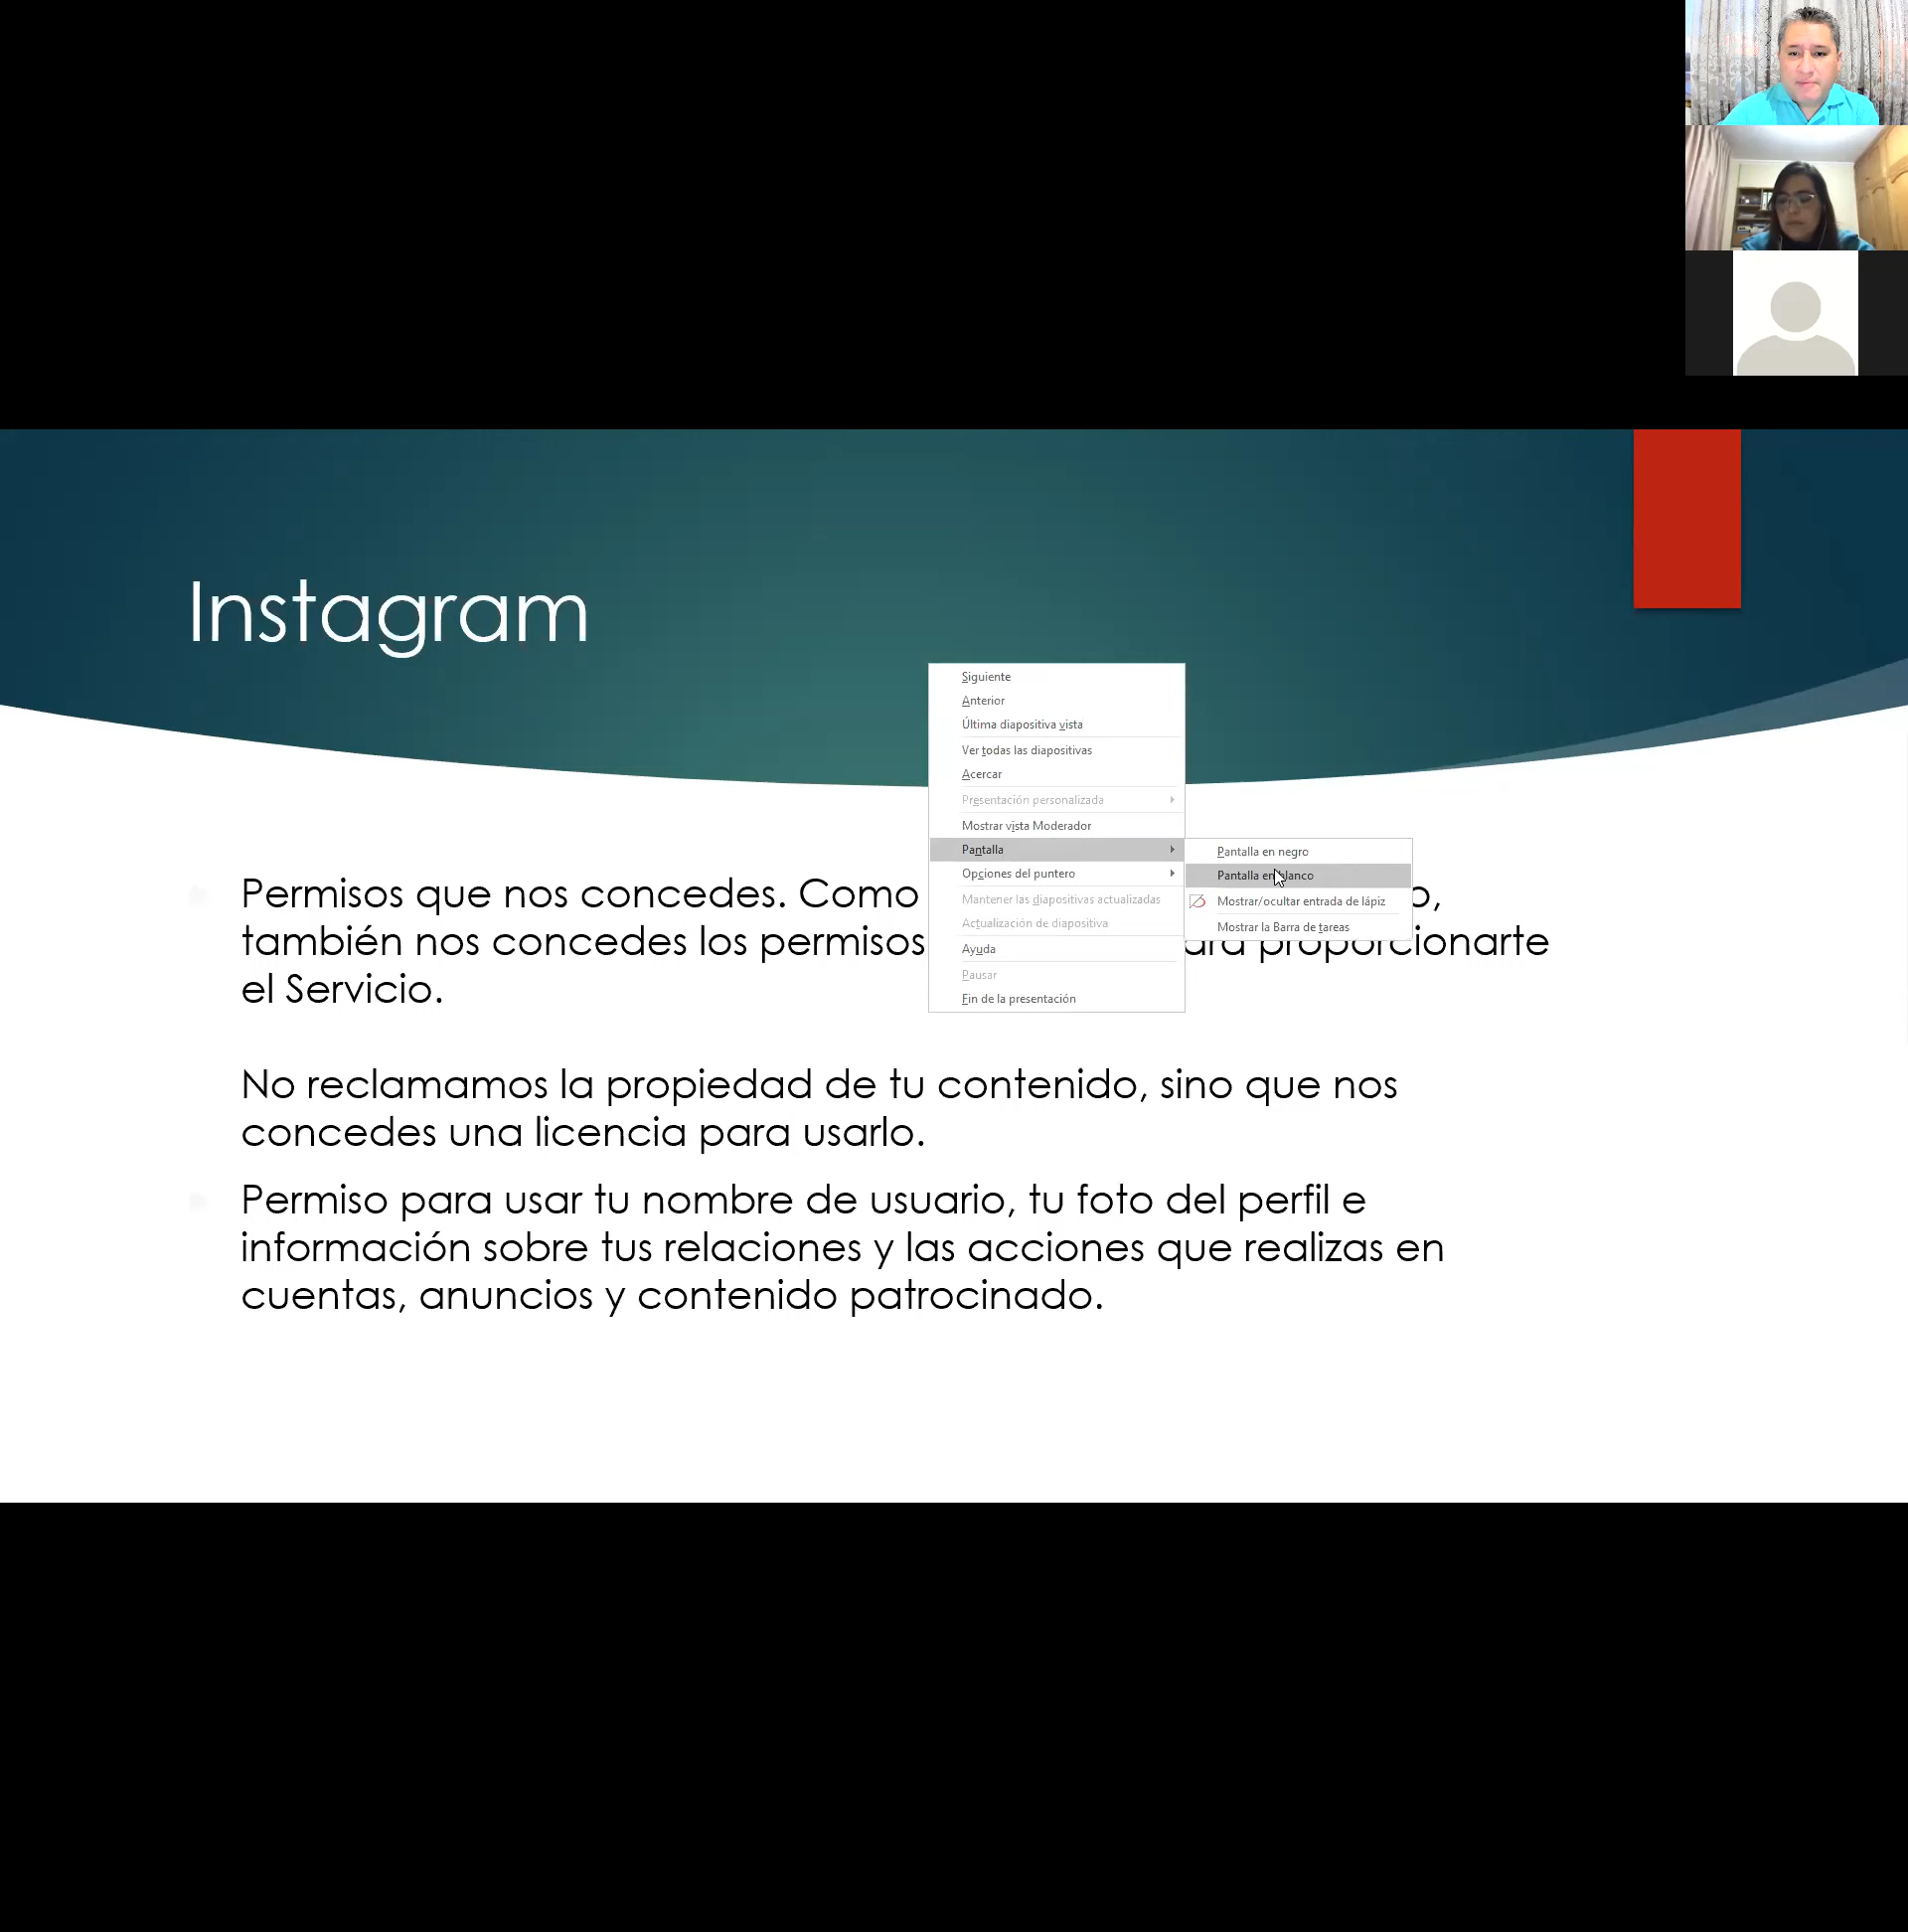 Instagram
Siguiente
Anterior
Última diapositiva vista
Ver todas las diapositivas
Acercar
Presentación personalizada
Mostrar vista Moderador
Pantalla
Opciones del puntero
Mantener las diapositivas actualizadas
Actualización de diapositiva
Ayuda
Pausar
Fin de la presentación
Pantalla en negro
Pantalla en blanco
Mostrar/ocultar entrada de lápiz
Mostrar la Barra de tareas
Permisos que nos concedes. Como
también nos concedes los permisos proporcionarte
el Servicio.
No reclamamos la propiedad de tu contenido, sino que nos
concedes una licencia para usarlo.
Permiso para usar tu nombre de usuario, tu foto del perfil e
información sobre tus relaciones y las acciones que realizas en
cuentas, anuncios y contenido patrocinado.